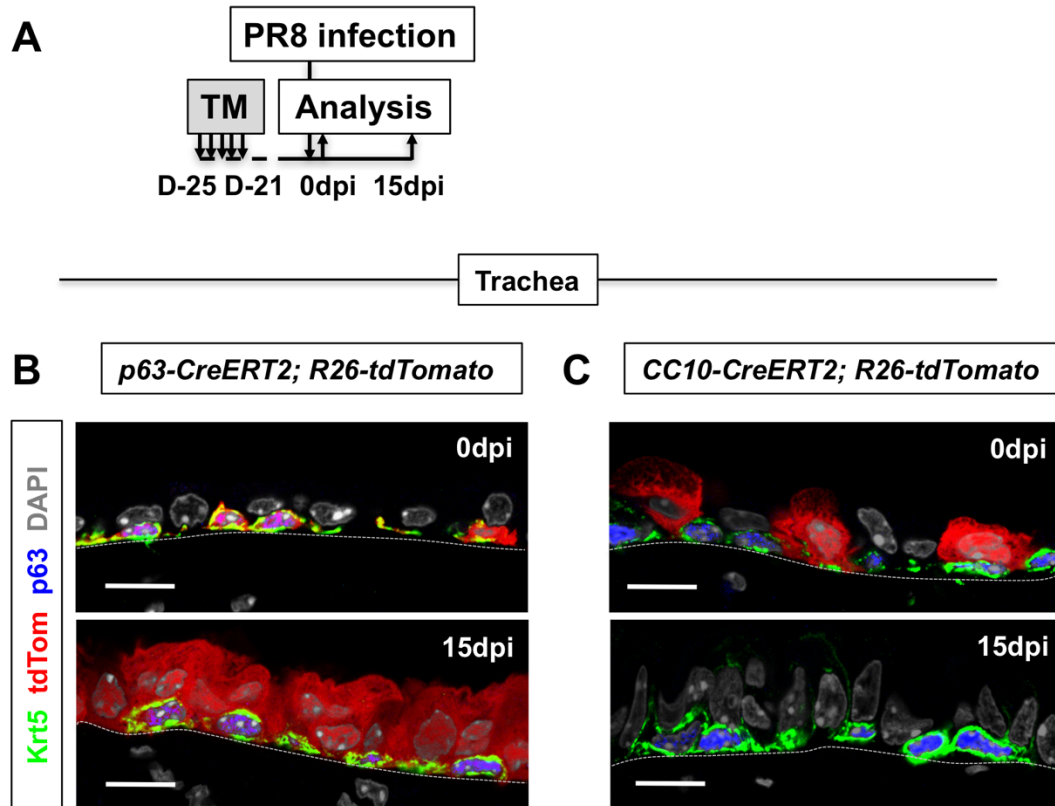 A
PR8 infection
TM
Analysis
D-25 D-21 0dpi 15dpi
Trachea
B
p63-CreERT2; R26-tdTomato
C
CC10-CreERT2; R26-tdTomato
Krt5 tdTom p63 DAPI
0dpi
0dpi
15dpi
15dpi